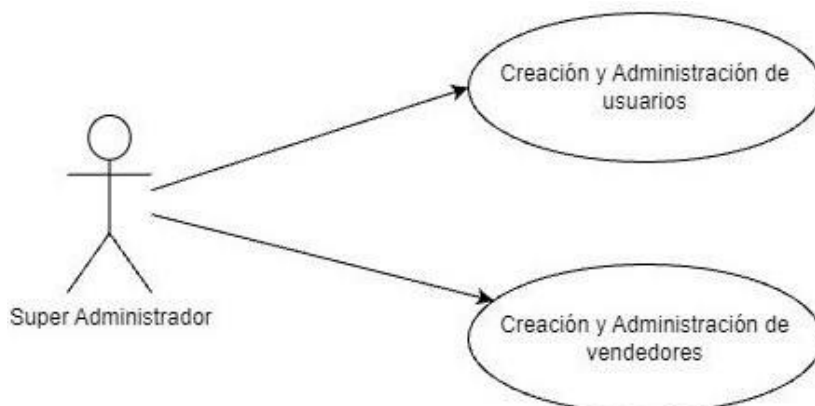 Creación y Administración de
usuarios
Super Administrador
Creación y Administración de
vendedores